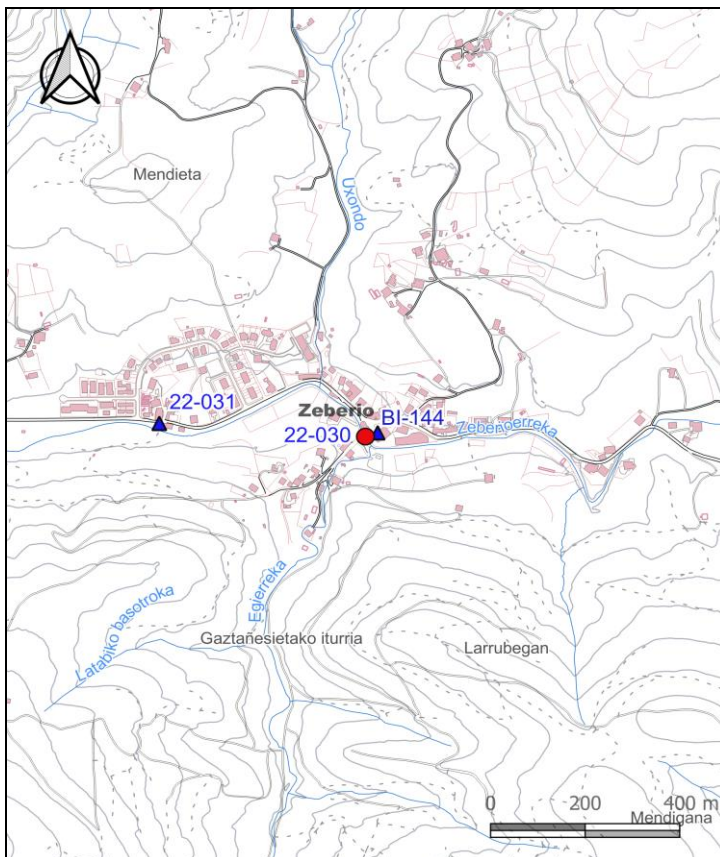 Mendieta
Uxondo
22-031
Zeberio
BI-144
22-030
Zeberioerreka
Egierreka
Latabiko basotroka
Gaztañesietako iturria
Larrubegan
0 200 400 m
Mendigana